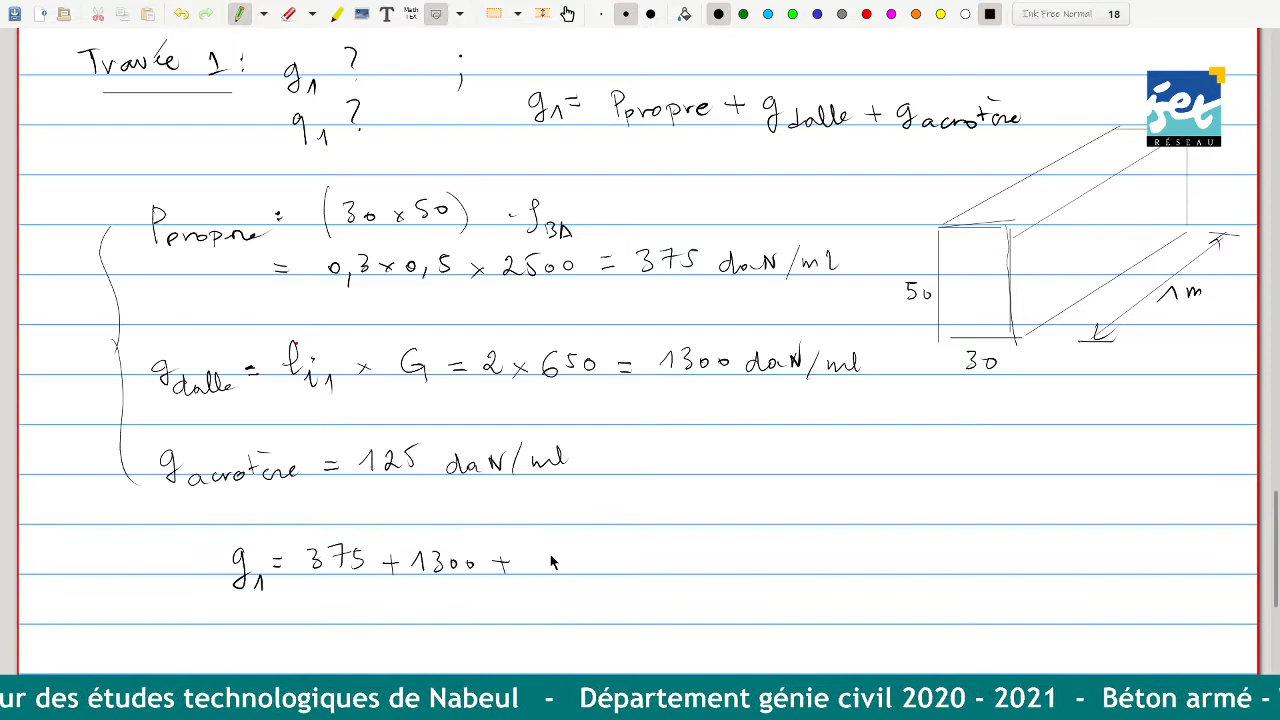 Ink Free Normal 18
Travée 1 : g1 ? ;
q1 ?
g1 = Ppropre + gdalle + gacrotère
iset
RÉSEAU
Ppropre : (30 x 50) . ρBA
= 0,3 x 0,5 x 2500 = 375 daN/ml
50
1 m
30
gdalle = li1 x G = 2 x 650 = 1300 daN/ml
gacrotère = 125 daN/ml
g1 = 375 + 1300 +
ur des études technologiques de Nabeul - Département génie civil 2020 - 2021 - Béton armé -